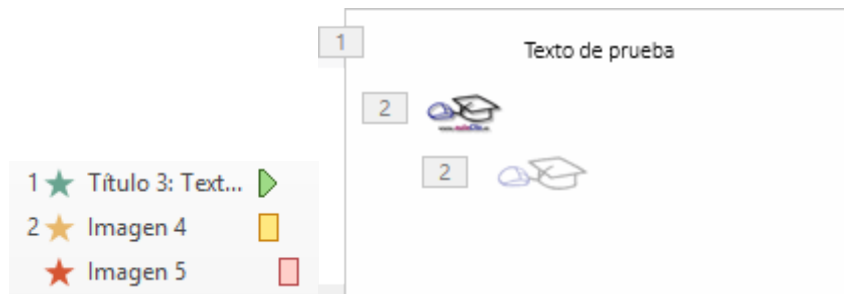 1 Título 3: Text...
2 Imagen 4
Imagen 5
1
Texto de prueba
2
2